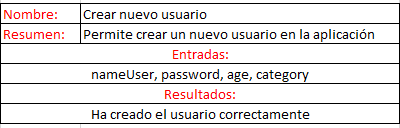 Nombre: Crear nuevo usuario
Resumen: Permite crear un nuevo usuario en la aplicación
Entradas:
nameUser, password, age, category
Resultados:
Ha creado el usuario correctamente